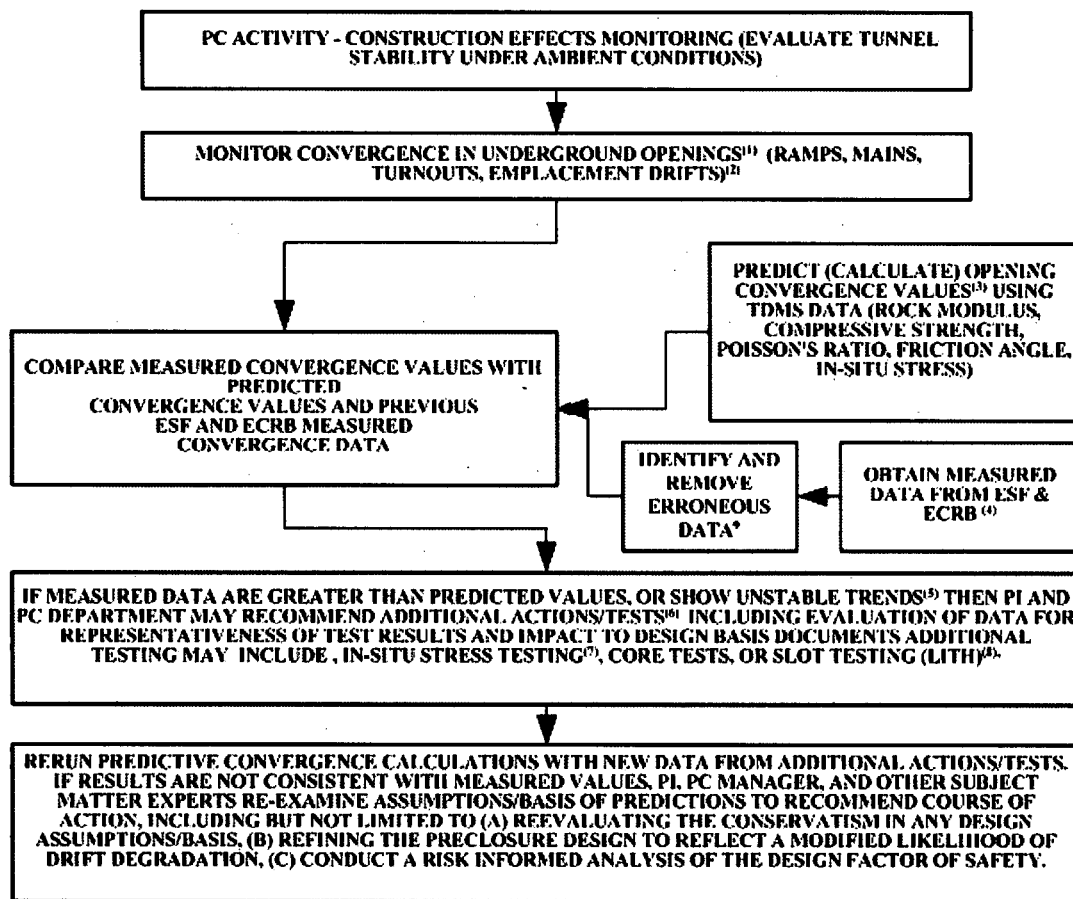 PC ACTIVITY - CONSTRUCTION EFFECTS MONITORING (EVALUATE TUNNEL
STABILITY UNDER AMBIENT CONDITIONS)
MONITOR CONVERGENCE IN UNDERGROUND OPENINGS(1) (RAMPS, MAINS,
TURNOUTS, EMPLACEMENT DRIFTS)(2)
PREDICT (CALCULATE) OPENING
CONVERGENCE VALUES(3) USING
TDMS DATA (ROCK MODULUS,
COMPRESSIVE STRENGTH,
POISSON'S RATIO, FRICTION ANGLE,
IN-SITU STRESS)
COMPARE MEASURED CONVERGENCE VALUES WITH
PREDICTED
CONVERGENCE VALUES AND PREVIOUS
ESF AND ECRB MEASURED
CONVERGENCE DATA
IDENTIFY AND
REMOVE
ERRONEOUS
DATA*
OBTAIN MEASURED
DATA FROM ESF &
ECRB (4)
IF MEASURED DATA ARE GREATER THAN PREDICTED VALUES, OR SHOW UNSTABLE TRENDS(5) THEN PI AND
PC DEPARTMENT MAY RECOMMEND ADDITIONAL ACTIONS/TESTS(6) INCLUDING EVALUATION OF DATA FOR
REPRESENTATIVENESS OF TEST RESULTS AND IMPACT TO DESIGN BASIS DOCUMENTS ADDITIONAL
TESTING MAY INCLUDE , IN-SITU STRESS TESTING(7), CORE TESTS, OR SLOT TESTING (LITH)(8).
RERUN PREDICTIVE CONVERGENCE CALCULATIONS WITH NEW DATA FROM ADDITIONAL ACTIONS/TESTS.
IF RESULTS ARE NOT CONSISTENT WITH MEASURED VALUES, PI, PC MANAGER, AND OTHER SUBJECT
MATTER EXPERTS RE-EXAMINE ASSUMPTIONS/BASIS OF PREDICTIONS TO RECOMMEND COURSE OF
ACTION, INCLUDING BUT NOT LIMITED TO (A) REEVALUATING THE CONSERVATISM IN ANY DESIGN
ASSUMPTIONS/BASIS, (B) REFINING THE PRECLOSURE DESIGN TO REFLECT A MODIFIED LIKELIHOOD OF
DRIFT DEGRADATION, (C) CONDUCT A RISK INFORMED ANALYSIS OF THE DESIGN FACTOR OF SAFETY.